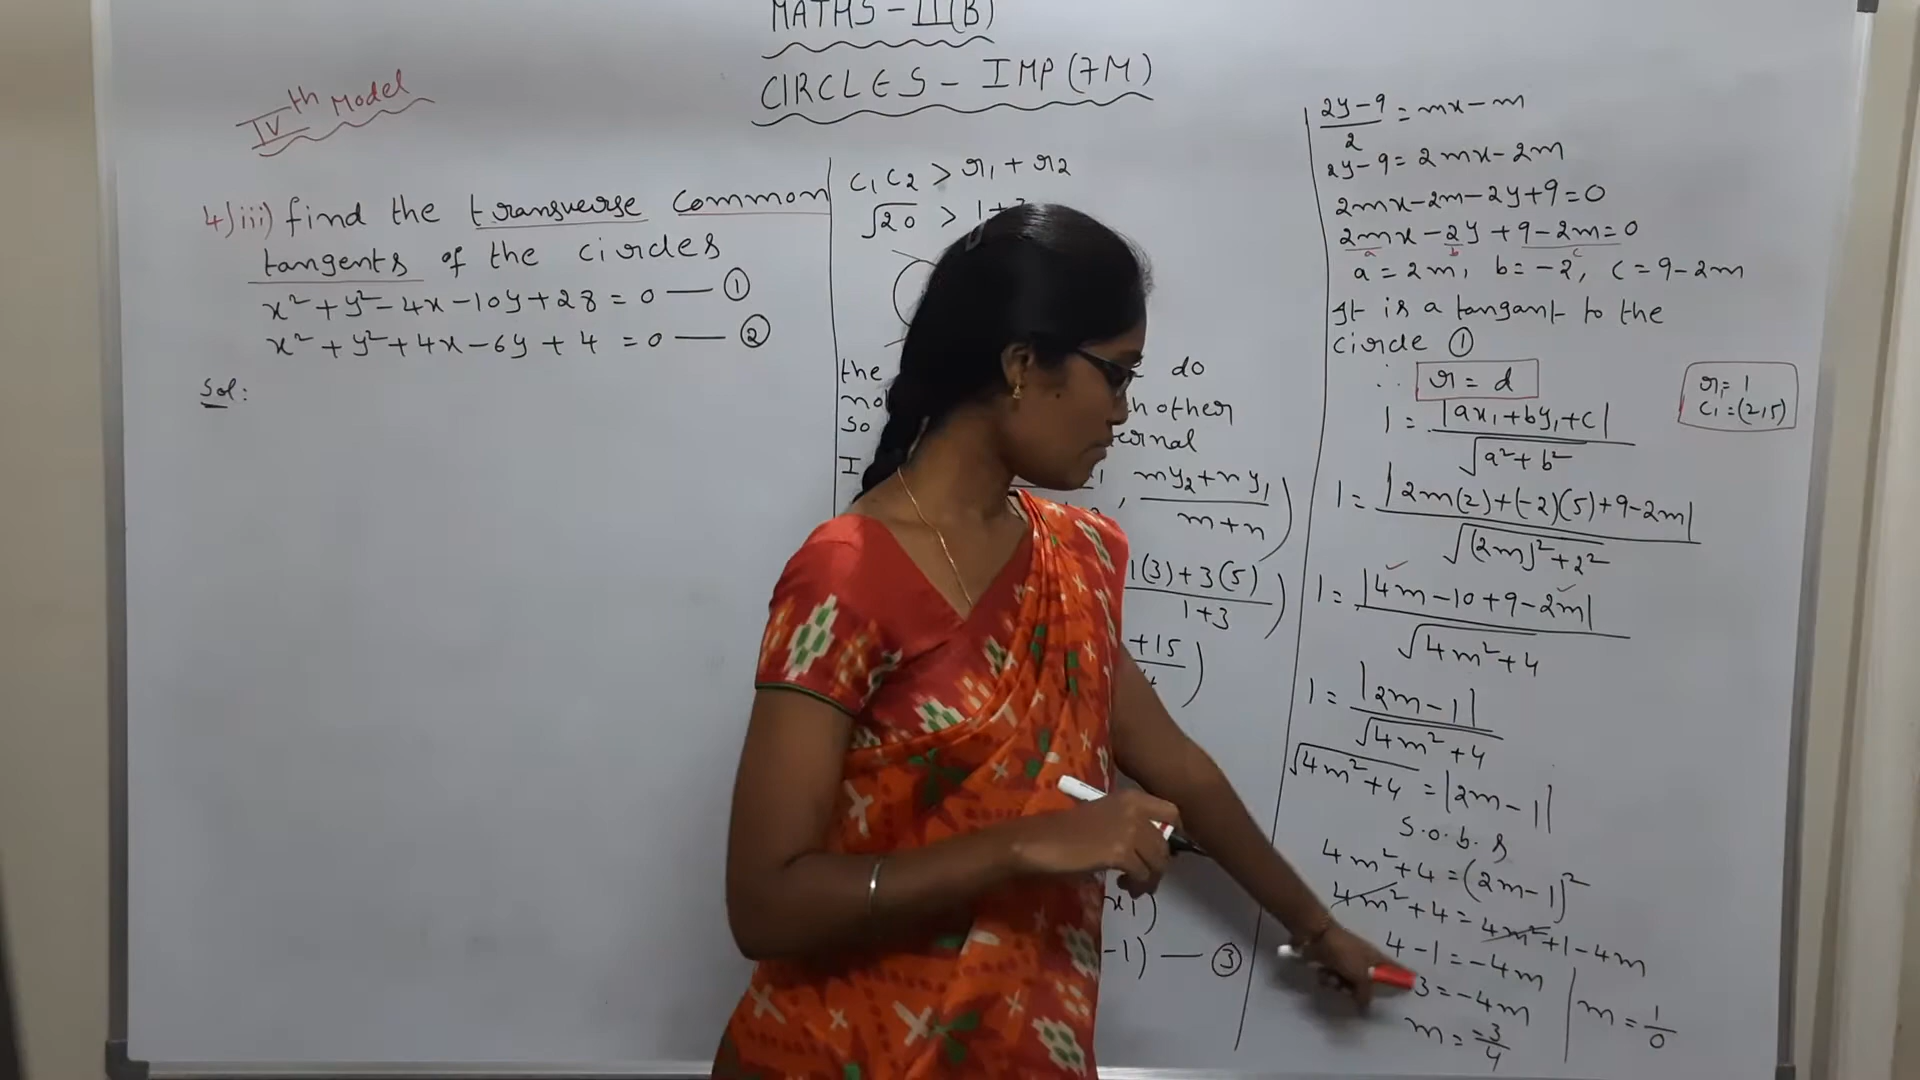 MATHS - II(B)
CIRCLES - IMP (7M)
IVth Model
4)iii) find the transverse common
tangents of the circles
x² + y² - 4x - 10y + 28 = 0 — ①
x² + y² + 4x - 6y + 4 = 0 — ②
Sol:
C₁C₂ > r₁ + r₂
√20 > 1+3
the do
other
So
I , my₂+ny₁/m+n)
1(3)+3(5)/1+3)
+15
-1) — ③
2y-9/2 = mx - m
2y - 9 = 2mx - 2m
2mx - 2m - 2y + 9 = 0
2mx - 2y + 9 - 2m = 0
a b c
a = 2m, b = -2, c = 9 - 2m
It is a tangant to the
circle ①
∴ r = d
r₁ = 1
C₁ = (2,5)
1 = |ax₁+by₁+c|/√a²+b²
1 = |2m(2)+(-2)(5)+9-2m|/√(2m)²+2²
1 = |4m-10+9-2m|/√4m²+4
1 = |2m-1|/√4m²+4
√4m²+4 = |2m-1|
s.o.b.s
4m²+4 = (2m-1)²
4m²+4 = 4m²+1-4m
4-1 = -4m
3 = -4m
m = -3/4
m = 1/0